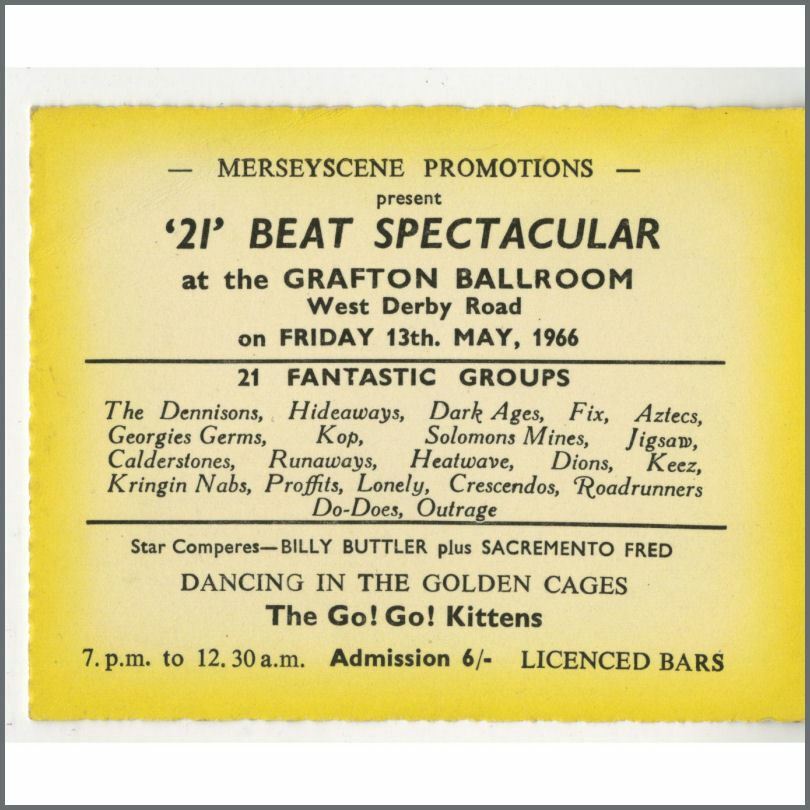 — MERSEYSCENE PROMOTIONS —
present
‘21’ BEAT SPECTACULAR
at the GRAFTON BALLROOM
West Derby Road
on FRIDAY 13th. MAY, 1966
21 FANTASTIC GROUPS
The Dennisons, Hideaways, Dark Ages, Fix, Aztecs,
Georgies Germs, Kop, Solomons Mines, Jigsaw,
Calderstones, Runaways, Heatwave, Dions, Keez,
Kringin Nabs, Proffits, Lonely, Crescendos, Roadrunners
Do-Does, Outrage
Star Comperes—BILLY BUTTLER plus SACREMENTO FRED
DANCING IN THE GOLDEN CAGES
The Go! Go! Kittens
7. p.m. to 12.30 a.m. Admission 6/- LICENCED BARS